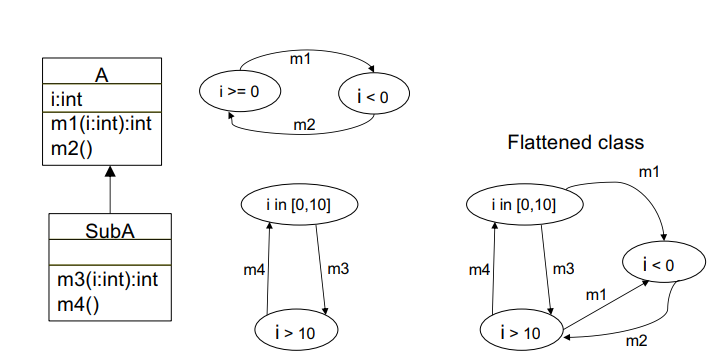 A
i:int
m1(i:int):int
m2()
SubA
m3(i:int):int
m4()
m1
i >= 0
i < 0
m2
i in [0,10]
m4
m3
i > 10
Flattened class
m1
i in [0,10]
i < 0
m4
m3
m1
i > 10
m2